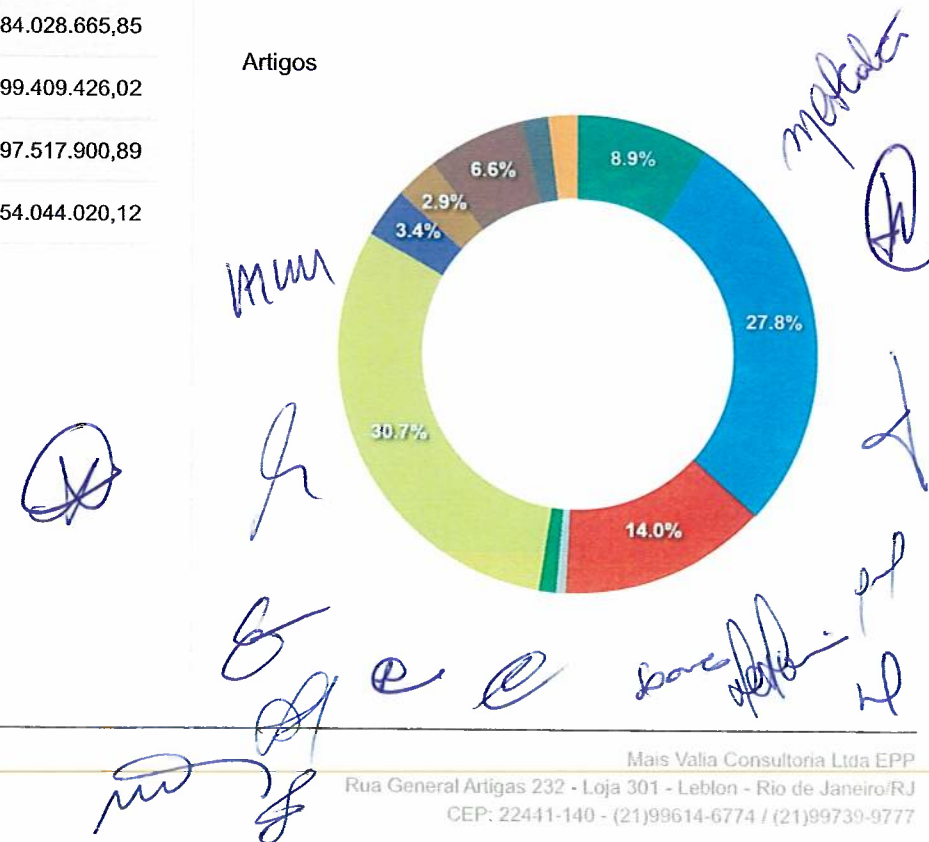 84.028.665,85
Artigos
99.409.426,02
97.517.900,89
54.044.020,12
8.9%
6.6%
2.9%
3.4%
27.8%
30.7%
14.0%
Mais Valia Consultoria Ltda EPP
Rua General Artigas 232 - Loja 301 - Leblon - Rio de Janeiro/RJ
CEP: 22441-140 - (21)99614-6774 / (21)99739-9777